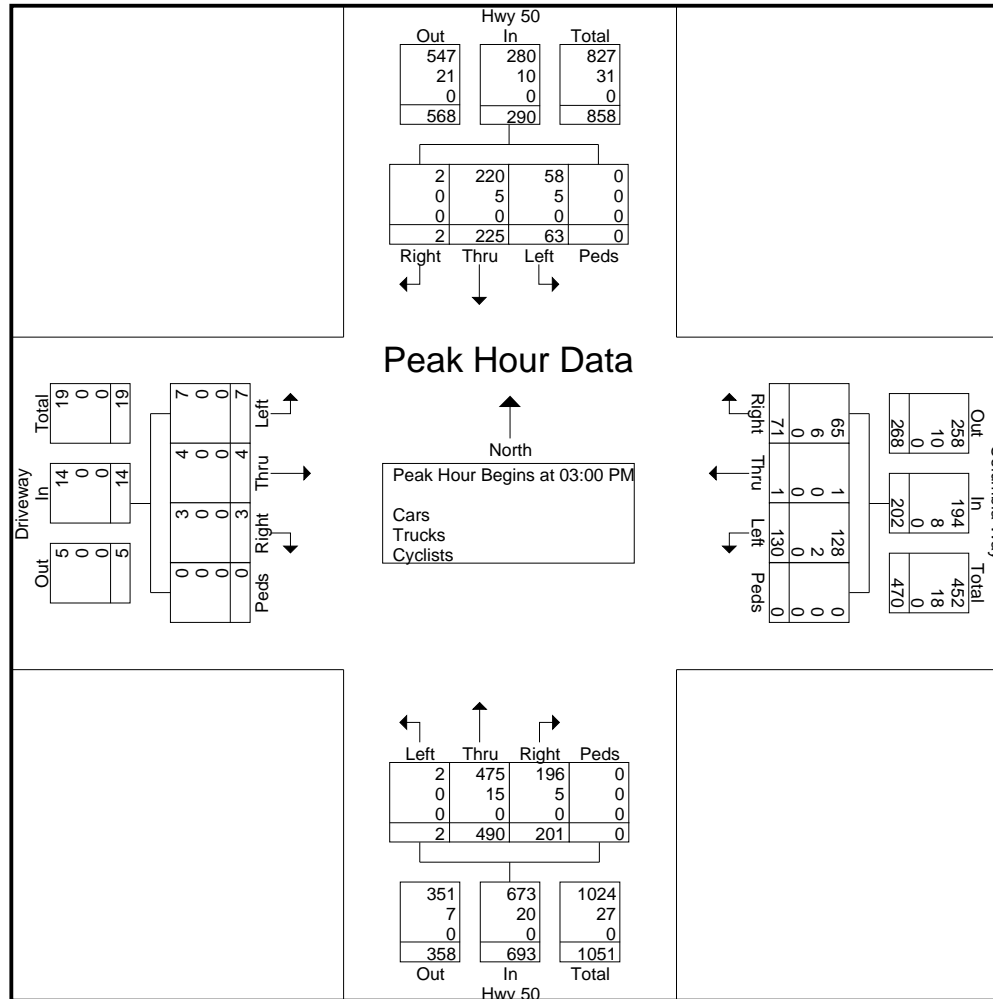 Hwy 50
Out In Total
547 280 827
21 10 31
0 0 0
568 290 858
2 220 58 0
0 5 5 0
0 0 0 0
2 225 63 0
Right Thru Left Peds
Peak Hour Data
North
Peak Hour Begins at 03:00 PM
Cars
Trucks
Cyclists
Driveway
Out In Total
5 14 19
0 0 0
0 0 0
5 14 19
7 4 3 0
0 0 0 0
0 0 0 0
7 4 3 0
Left Thru Right Peds
Out In Total
258 194 452
10 8 18
0 0 0
268 202 470
65 1 128 0
6 0 2 0
0 0 0 0
71 1 130 0
Right Thru Left Peds
Left Thru Right Peds
2 475 196 0
0 15 5 0
0 0 0 0
2 490 201 0
351 673 1024
7 20 27
0 0 0
358 693 1051
Out In Total
Hwy 50